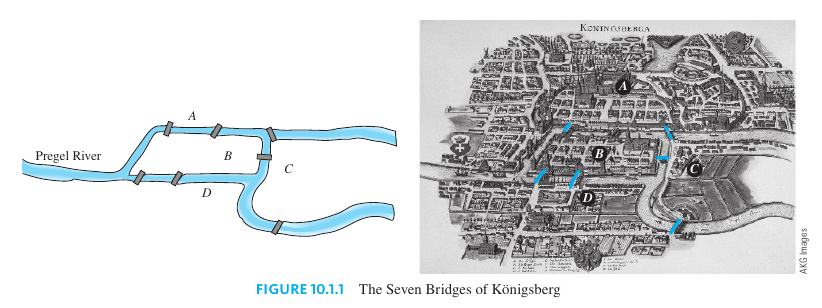 A
Pregel River
B
C
D
KONINGSBERGA
A
B
C
D
AKG Images
FIGURE 10.1.1 The Seven Bridges of Königsberg